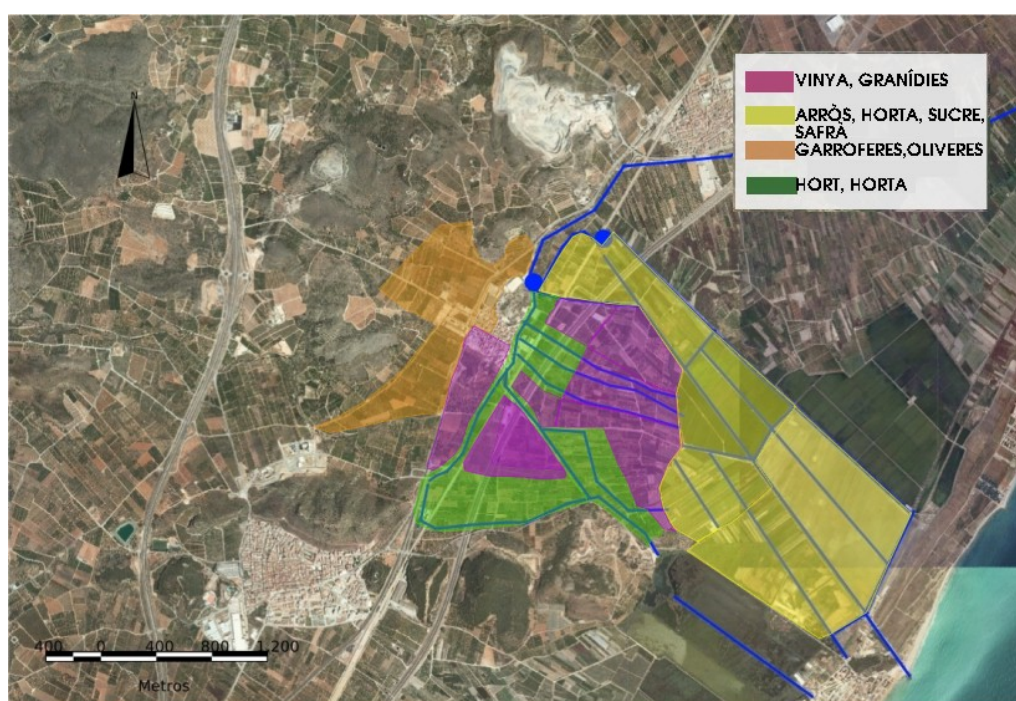 N
VINYA, GRANÍDIES
ARRÒS, HORTA, SUCRE,
SAFRÀ
GARROFERES,OLIVERES
HORT, HORTA
400 0 400 800 1,200
Metros